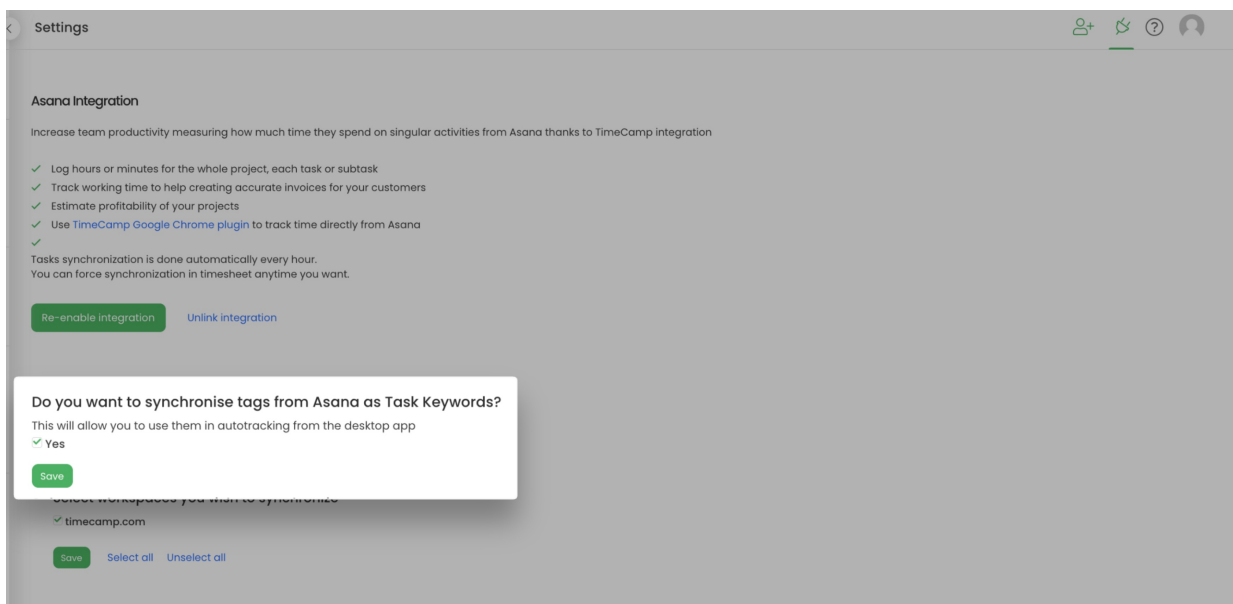 Settings
Asana Integration
Increase team productivity measuring how much time they spend on singular activities from Asana thanks to TimeCamp integration
Log hours or minutes for the whole project, each task or subtask
Track working time to help creating accurate invoices for your customers
Estimate profitability of your projects
Use TimeCamp Google Chrome plugin to track time directly from Asana
Tasks synchronization is done automatically every hour.
You can force synchronization in timesheet anytime you want.
Re-enable integration Unlink integration
Do you want to synchronise tags from Asana as Task Keywords?
This will allow you to use them in autotracking from the desktop app
Yes
Save
Select workspaces you wish to synchronize
timecamp.com
Save Select all Unselect all